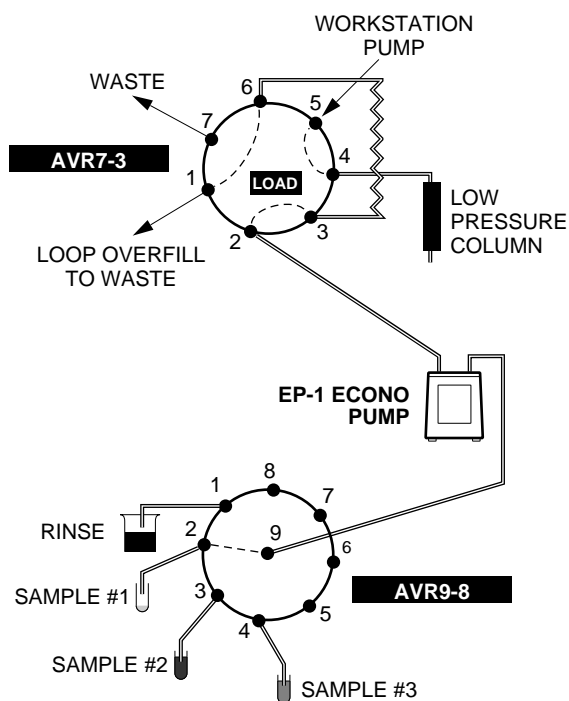 WORKSTATION
PUMP
WASTE
6
5
7
4
AVR7-3
1
LOAD
3
2
LOW
PRESSURE
COLUMN
LOOP OVERFILL
TO WASTE
EP-1 ECONO
PUMP
8
1
7
RINSE
2
9
6
SAMPLE #1
AVR9-8
3
5
4
SAMPLE #2
SAMPLE #3